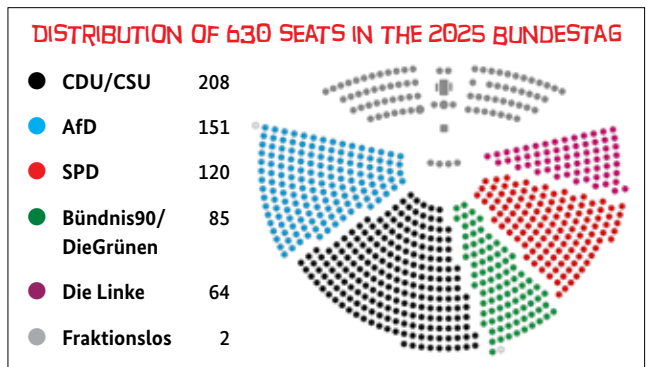 DISTRIBUTION OF 630 SEATS IN THE 2025 BUNDESTAG
CDU/CSU 208
AfD 151
SPD 120
Bündnis90/ 85
DieGrünen
Die Linke 64
Fraktionslos 2